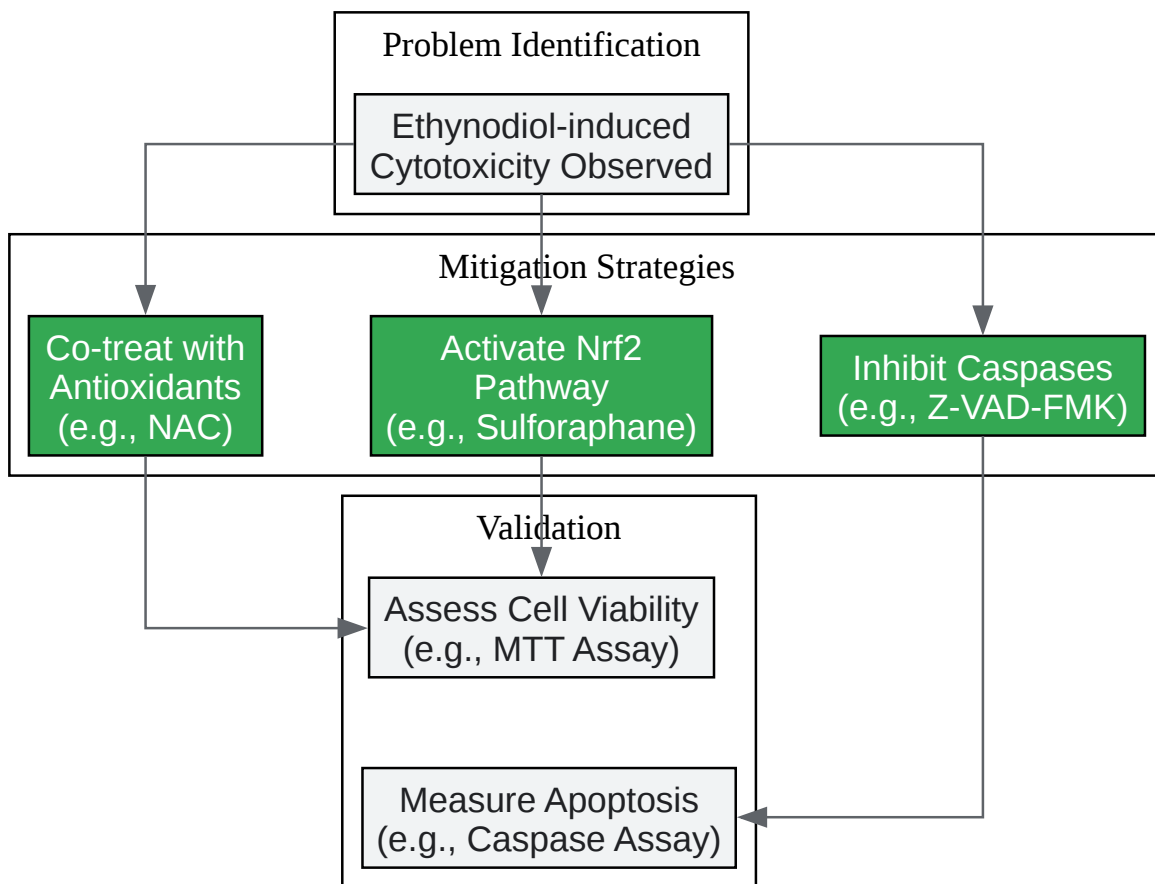 Problem Identification
Ethynodiol-induced
Cytotoxicity Observed
Mitigation Strategies
Co-treat with
Antioxidants
(e.g., NAC)
Activate Nrf2
Pathway
(e.g., Sulforaphane)
Inhibit Caspases
(e.g., Z-VAD-FMK)
Validation
Assess Cell Viability
(e.g., MTT Assay)
Measure Apoptosis
(e.g., Caspase Assay)